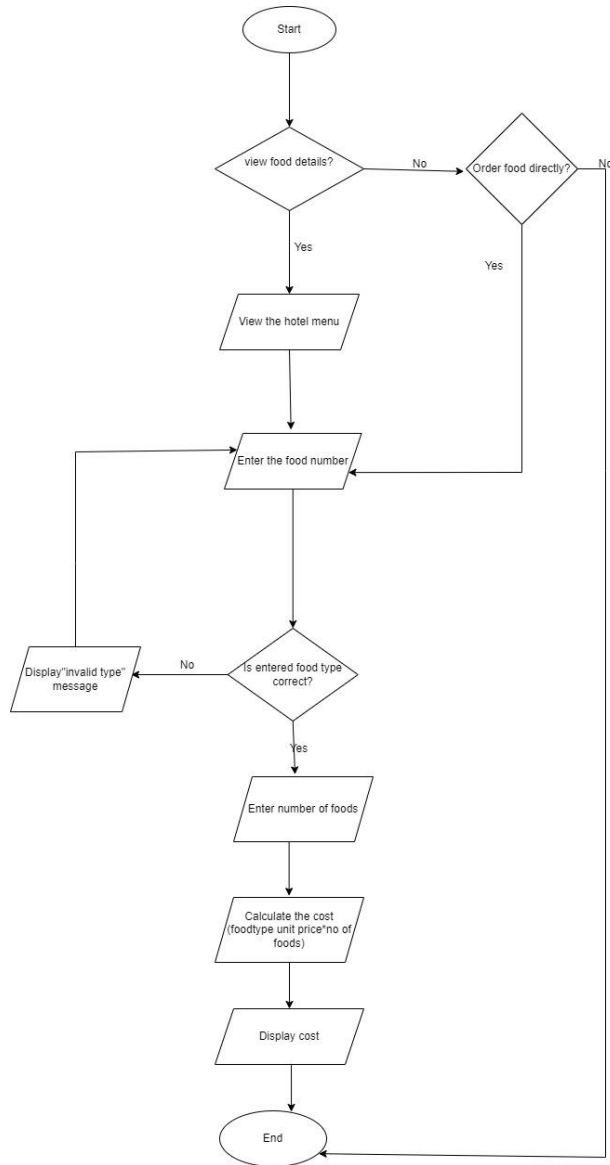 Start
view food details?
No
Order food directly?
No
Yes
Yes
View the hotel menu
Enter the food number
Is entered food type
correct?
No
Display"invalid type"
message
Yes
Enter number of foods
Calculate the cost
(foodtype unit price*no of
foods)
Display cost
End